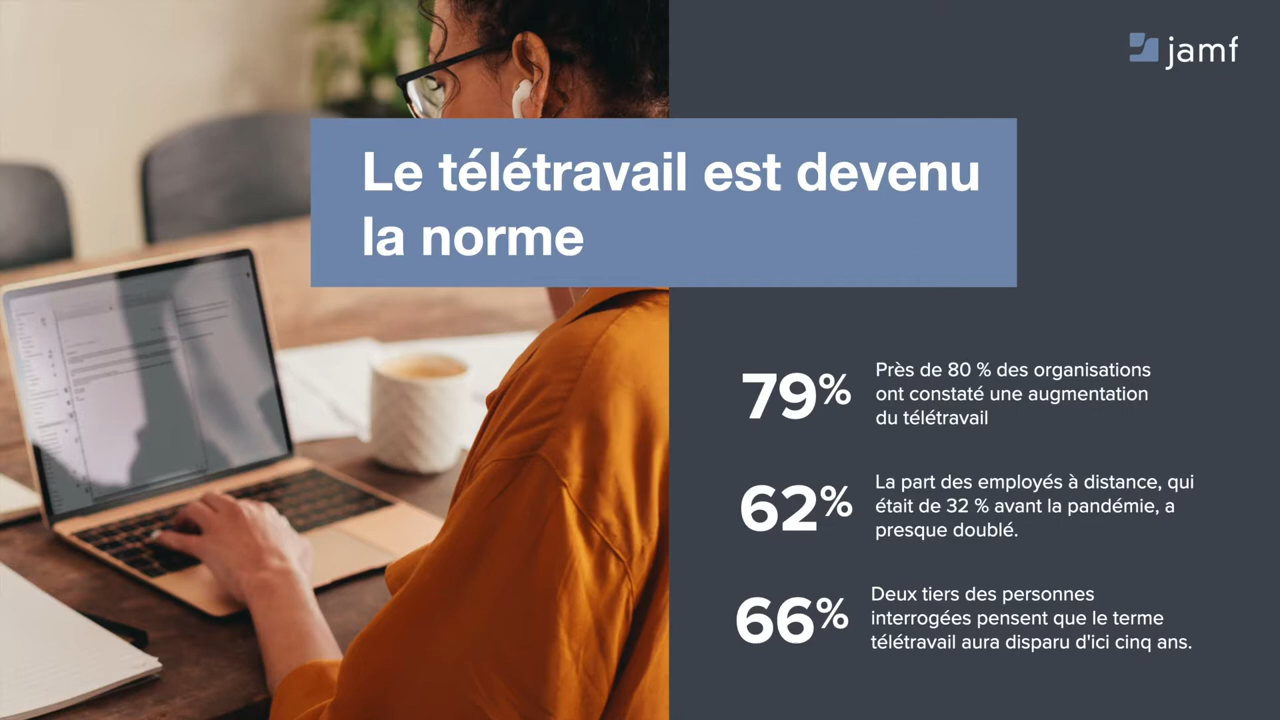 jamf
Le télétravail est devenu
la norme
79%
Près de 80 % des organisations
ont constaté une augmentation
du télétravail
62%
La part des employés à distance, qui
était de 32 % avant la pandémie, a
presque doublé.
66%
Deux tiers des personnes
interrogées pensent que le terme
télétravail aura disparu d'ici cinq ans.